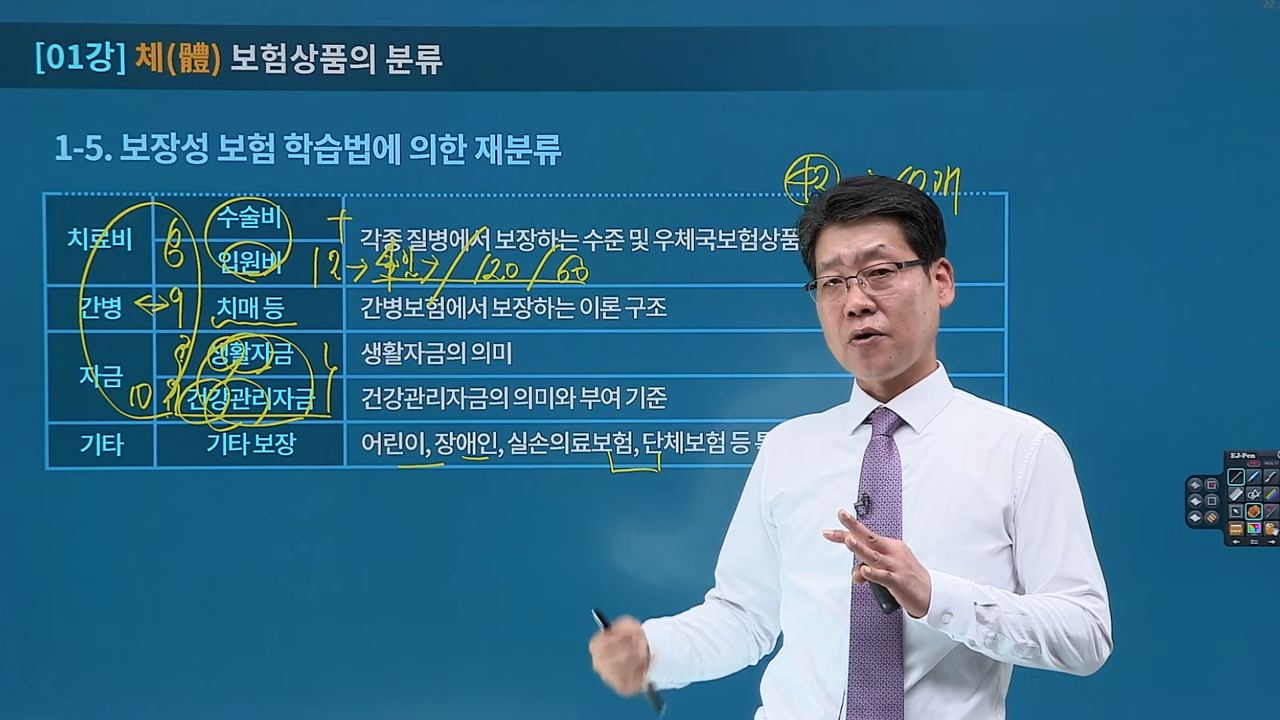 [01강] 체(體) 보험상품의 분류
1-5. 보장성 보험 학습법에 의한 재분류
치료비
수술비
입원비
각종 질병에서 보장하는 수준 및 우체국보험상품
12 → → / 120 / 60
간병
9
치매 등
간병보험에서 보장하는 이론 구조
자금
생활자금
생활자금의 의미
10
건강관리자금
건강관리자금의 의미와 부여 기준
기타
기타 보장
어린이, 장애인, 실손의료보험, 단체보험 등
EJ-Pen